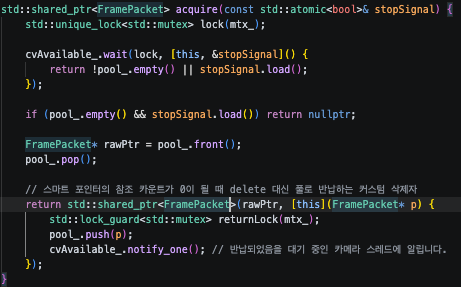 std::shared_ptr<FramePacket> acquire(const std::atomic<bool>& stopSignal) {
    std::unique_lock<std::mutex> lock(mtx_);

    cvAvailable_.wait(lock, [this, &stopSignal]() {
        return !pool_.empty() || stopSignal.load();
    });

    if (pool_.empty() && stopSignal.load()) return nullptr;

    FramePacket* rawPtr = pool_.front();
    pool_.pop();

    // 스마트 포인터의 참조 카운트가 0이 될 때 delete 대신 풀로 반납하는 커스텀 삭제자
    return std::shared_ptr<FramePacket>(rawPtr, [this](FramePacket* p) {
        std::lock_guard<std::mutex> returnLock(mtx_);
        pool_.push(p);
        cvAvailable_.notify_one(); // 반납되었음을 대기 중인 카메라 스레드에 알립니다.
    });
}